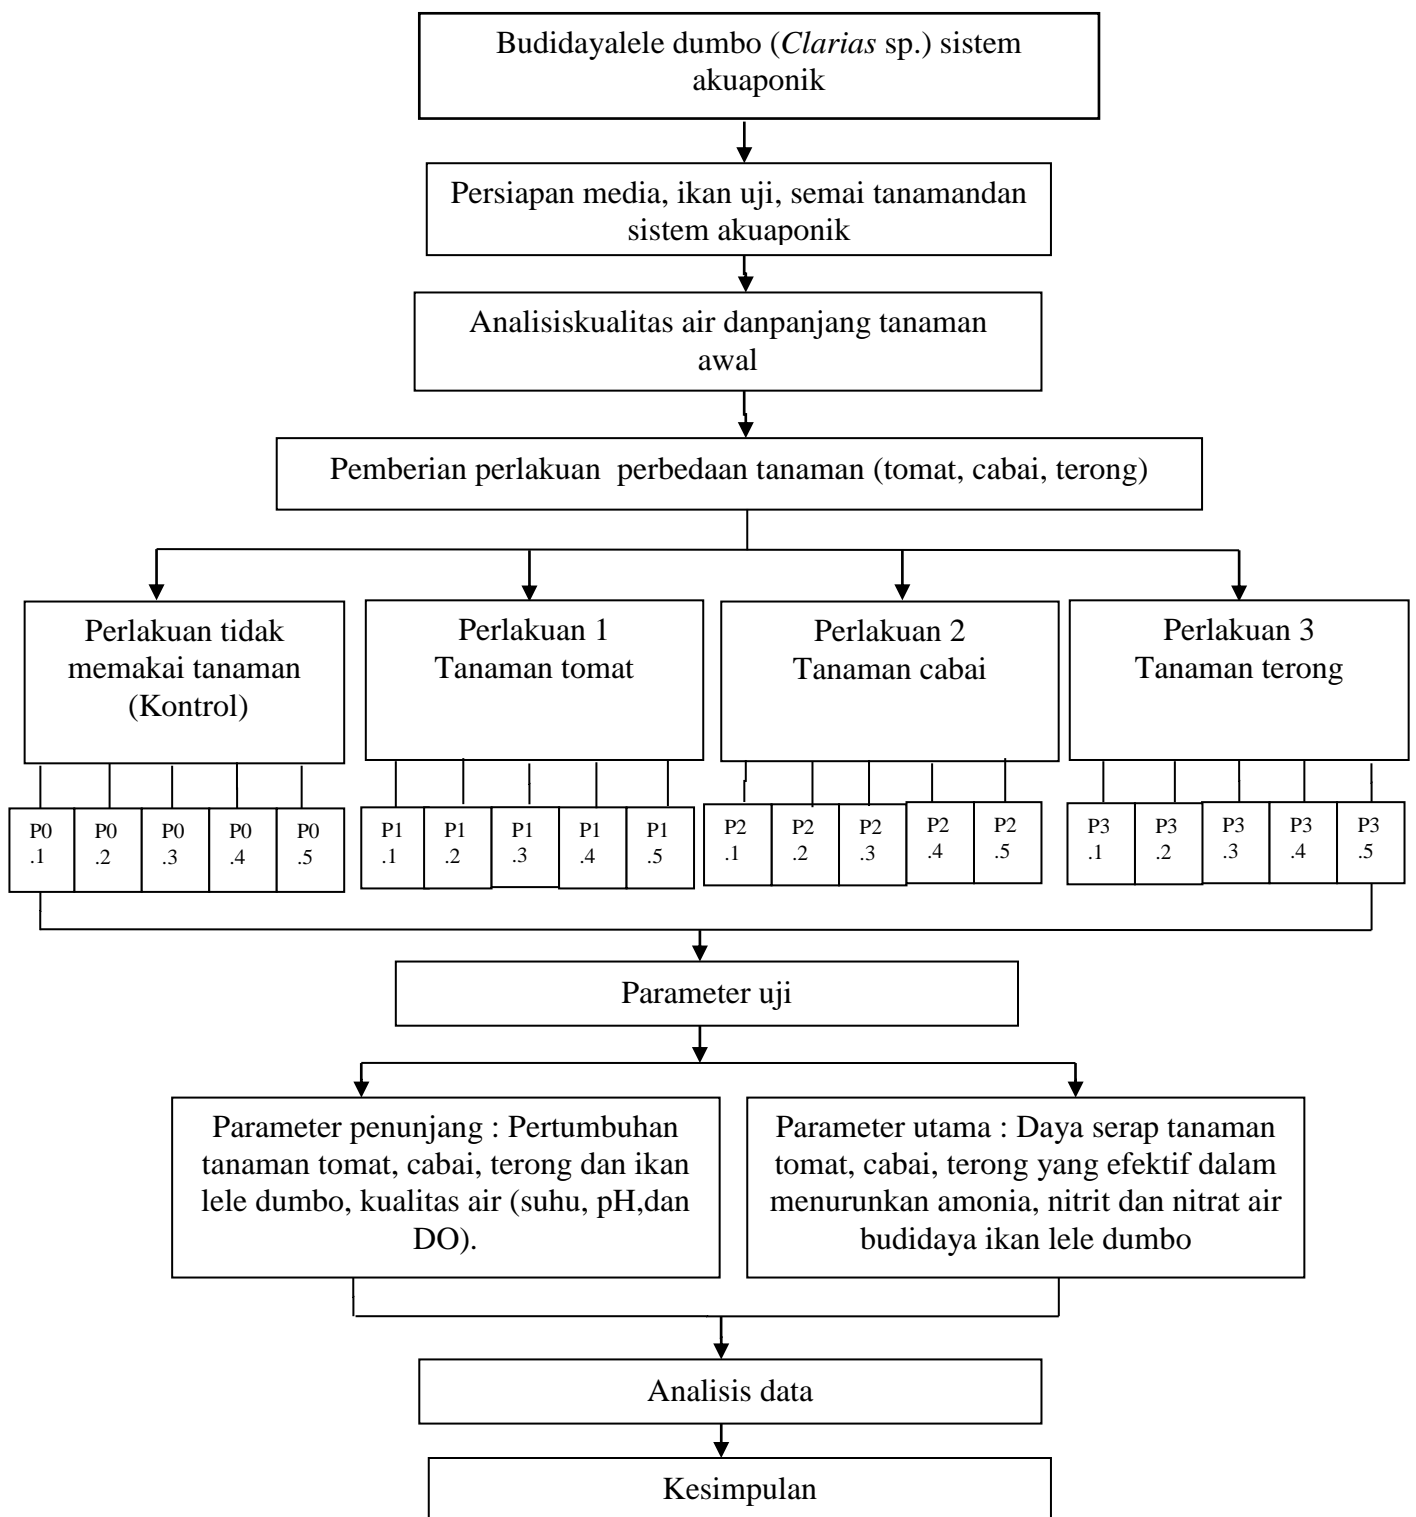 Budidayalele dumbo (Clarias sp.) sistem
akuaponik
Persiapan media, ikan uji, semai tanamandan
sistem akuaponik
Analisiskualitas air danpanjang tanaman
awal
Pemberian perlakuan perbedaan tanaman (tomat, cabai, terong)
Perlakuan tidak
memakai tanaman
(Kontrol)
Perlakuan 1
Tanaman tomat
Perlakuan 2
Tanaman cabai
Perlakuan 3
Tanaman terong
P0
.1
P0
.2
P0
.3
P0
.4
P0
.5
P1
.1
P1
.2
P1
.3
P1
.4
P1
.5
P2
.1
P2
.2
P2
.3
P2
.4
P2
.5
P3
.1
P3
.2
P3
.3
P3
.4
P3
.5
Parameter uji
Parameter penunjang : Pertumbuhan
tanaman tomat, cabai, terong dan ikan
lele dumbo, kualitas air (suhu, pH,dan
DO).
Parameter utama : Daya serap tanaman
tomat, cabai, terong yang efektif dalam
menurunkan amonia, nitrit dan nitrat air
budidaya ikan lele dumbo
Analisis data
Kesimpulan